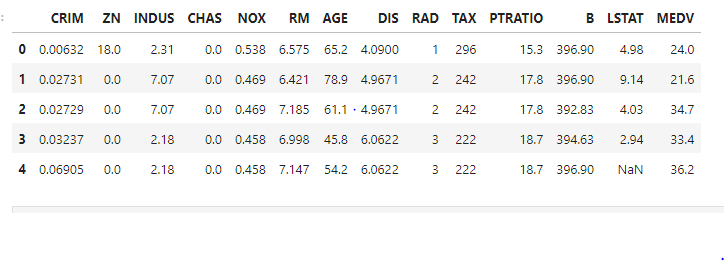 CRIM ZN INDUS CHAS NOX RM AGE DIS RAD TAX PTRATIO B LSTAT MEDV
0 0.00632 18.0 2.31 0.0 0.538 6.575 65.2 4.0900 1 296 15.3 396.90 4.98 24.0
1 0.02731 0.0 7.07 0.0 0.469 6.421 78.9 4.9671 2 242 17.8 396.90 9.14 21.6
2 0.02729 0.0 7.07 0.0 0.469 7.185 61.1 4.9671 2 242 17.8 392.83 4.03 34.7
3 0.03237 0.0 2.18 0.0 0.458 6.998 45.8 6.0622 3 222 18.7 394.63 2.94 33.4
4 0.06905 0.0 2.18 0.0 0.458 7.147 54.2 6.0622 3 222 18.7 396.90 NaN 36.2